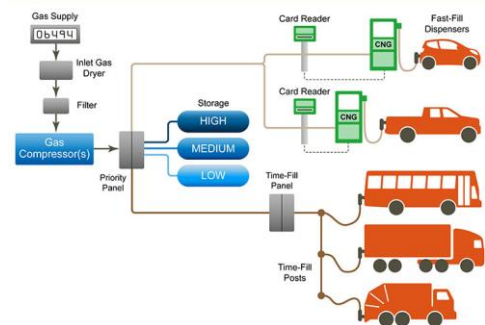 Gas Supply
06494
Inlet Gas
Dryer
Filter
Gas
Compressor(s)
Priority
Panel
Storage
HIGH
MEDIUM
LOW
Card Reader
CNG
Fast-Fill
Dispensers
Card Reader
CNG
Time-Fill
Panel
Time-Fill
Posts